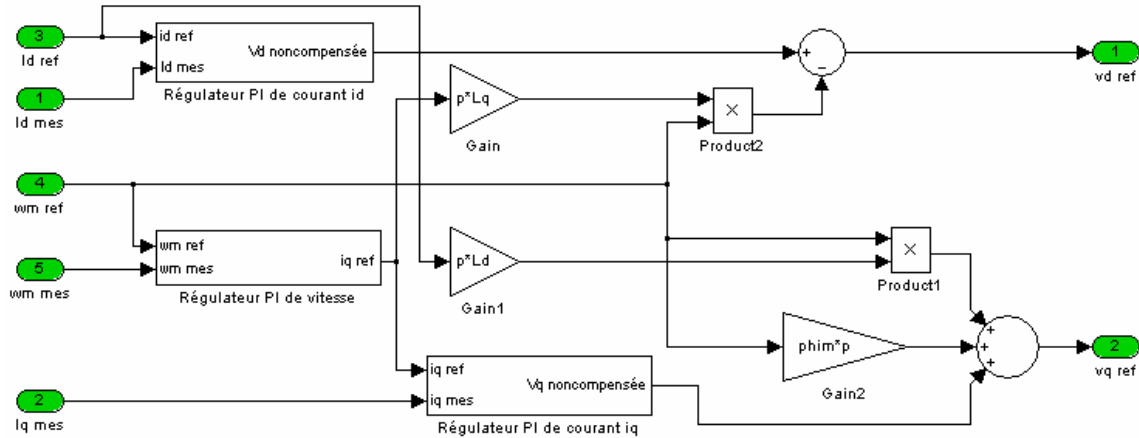 3
Id ref
1
Id mes
id ref
Id mes
Vd noncompensée
Régulateur PI de courant id
p*Lq
Gain
×
Product2
+
−
1
vd ref
4
wm ref
5
wm mes
wm ref
wm mes
iq ref
Régulateur PI de vitesse
p*Ld
Gain1
×
Product1
phim*p
Gain2
+
+
+
2
vq ref
2
Iq mes
iq ref
iq mes
Vq noncompensée
Régulateur PI de courant iq